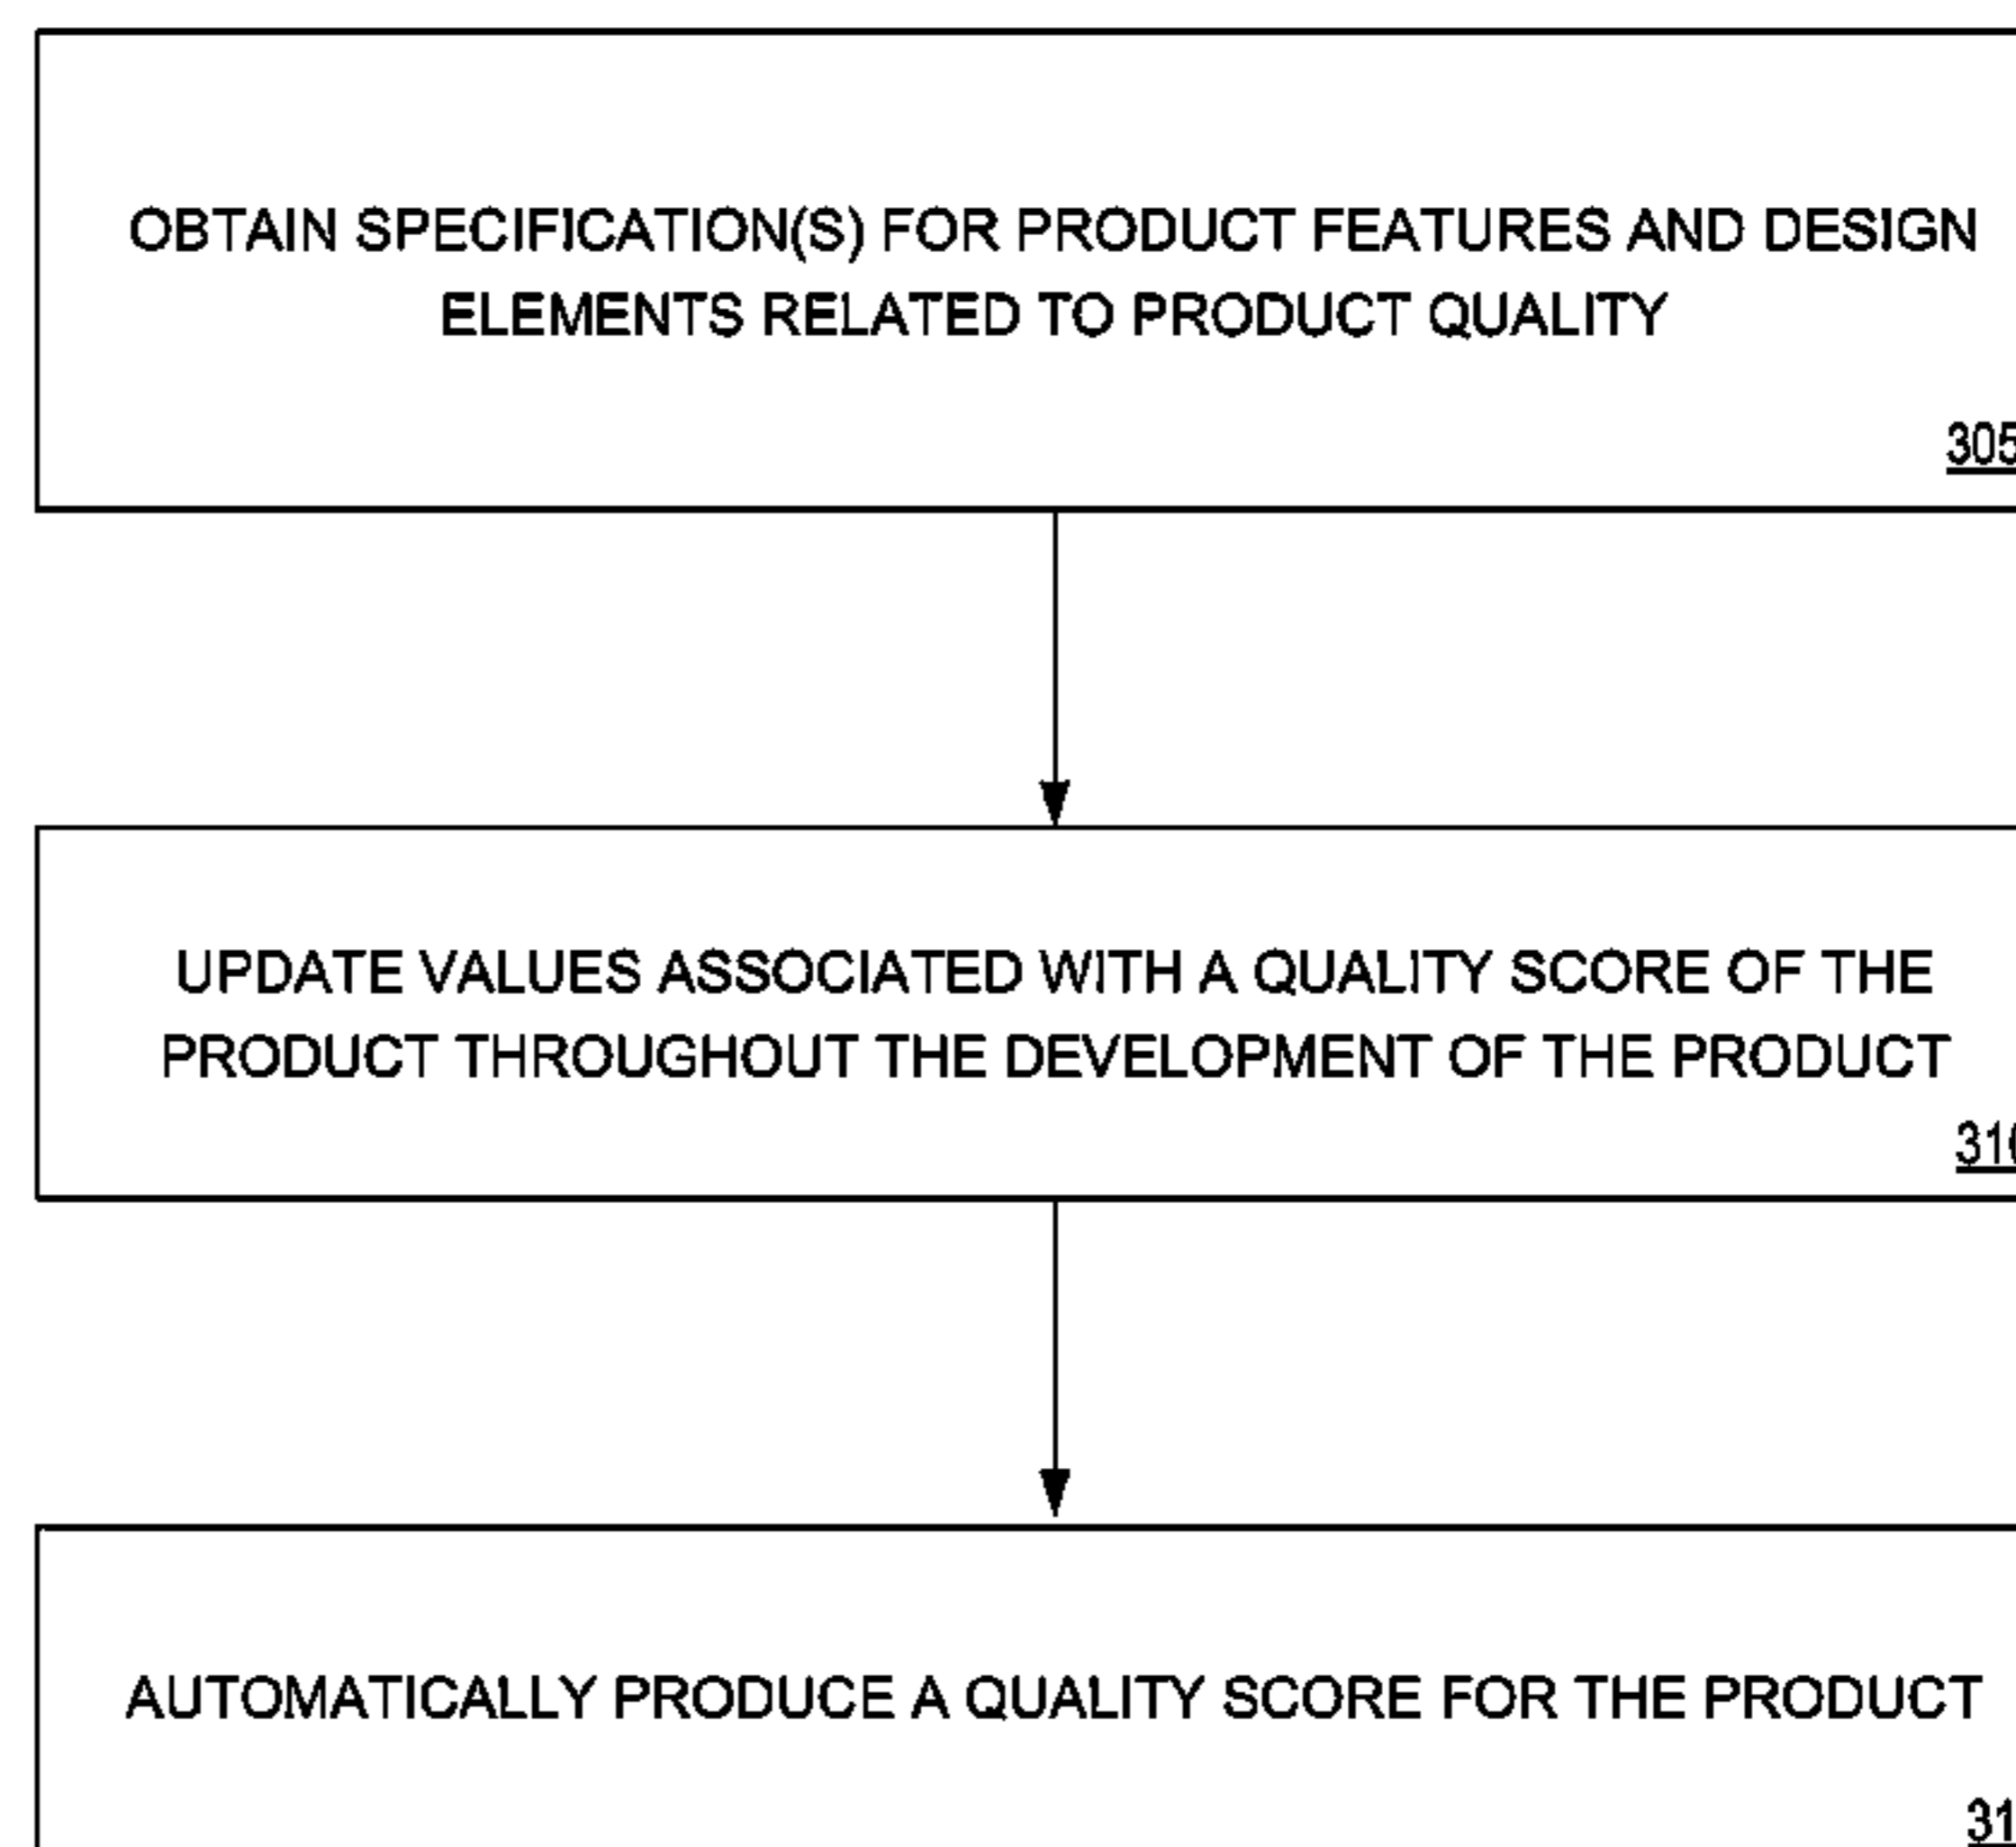 OBTAIN SPECIFICATION(S) FOR PRODUCT FEATURES AND DESIGN
ELEMENTS RELATED TO PRODUCT QUALITY
305
UPDATE VALUES ASSOCIATED WITH A QUALITY SCORE OF THE
PRODUCT THROUGHOUT THE DEVELOPMENT OF THE PRODUCT
AUTOMATICALLY PRODUCE A QUALITY SCORE FOR THE PRODUCT